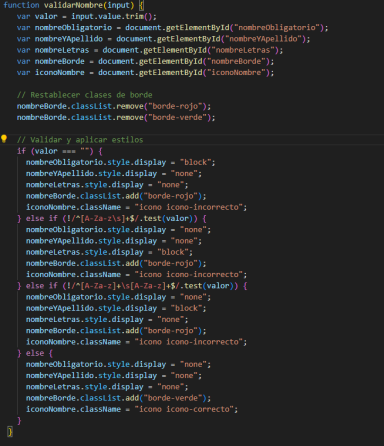 function validarNombre(input) {
var valor = input.value.trim();
var nombreObligatorio = document.getElementById("nombreObligatorio");
var nombreYApellido = document.getElementById("nombreYApellido");
var nombreLetras = document.getElementById("nombreLetras");
var nombreBorde = document.getElementById("nombreBorde");
var iconoNombre = document.getElementById("iconoNombre");
// Restablecer clases de borde
nombreBorde.classList.remove("borde-rojo");
nombreBorde.classList.remove("borde-verde");
// Validar y aplicar estilos
if (valor === "") {
nombreObligatorio.style.display = "block";
nombreYApellido.style.display = "none";
nombreLetras.style.display = "none";
nombreBorde.classList.add("borde-rojo");
iconoNombre.className = "icono icono-incorrecto";
} else if (!/^[A-Za-z\s]+$/.test(valor)) {
nombreObligatorio.style.display = "none";
nombreYApellido.style.display = "none";
nombreLetras.style.display = "block";
nombreBorde.classList.add("borde-rojo");
iconoNombre.className = "icono icono-incorrecto";
} else if (!/^[A-Za-z]+\s[A-Za-z]+$/.test(valor)) {
nombreObligatorio.style.display = "none";
nombreYApellido.style.display = "block";
nombreLetras.style.display = "none";
nombreBorde.classList.add("borde-rojo");
iconoNombre.className = "icono icono-incorrecto";
} else {
nombreObligatorio.style.display = "none";
nombreYApellido.style.display = "none";
nombreLetras.style.display = "none";
nombreBorde.classList.add("borde-verde");
iconoNombre.className = "icono icono-correcto";
}
}